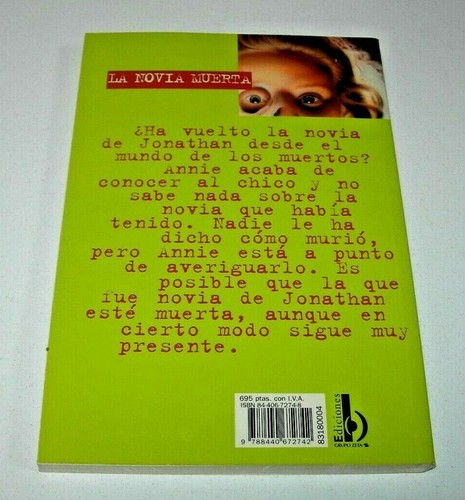 LA NOVIA MUERTA
¿Ha vuelto la novia
de Jonathan desde el
mundo de los muertos?
Annie acaba de
conocer al chico y no
sabe nada sobre la
novia que había
tenido. Nadie le ha
dicho cómo murió,
pero Annie está a punto
de averiguarlo. Es
posible que la que
fue novia de Jonathan
esté muerta, aunque en
cierto modo sigue muy
presente.
695 ptas. con I.V.A.
ISBN 84-406-7274-6
9 788440 672742
83180004
Ediciones
GRUPO ZETA